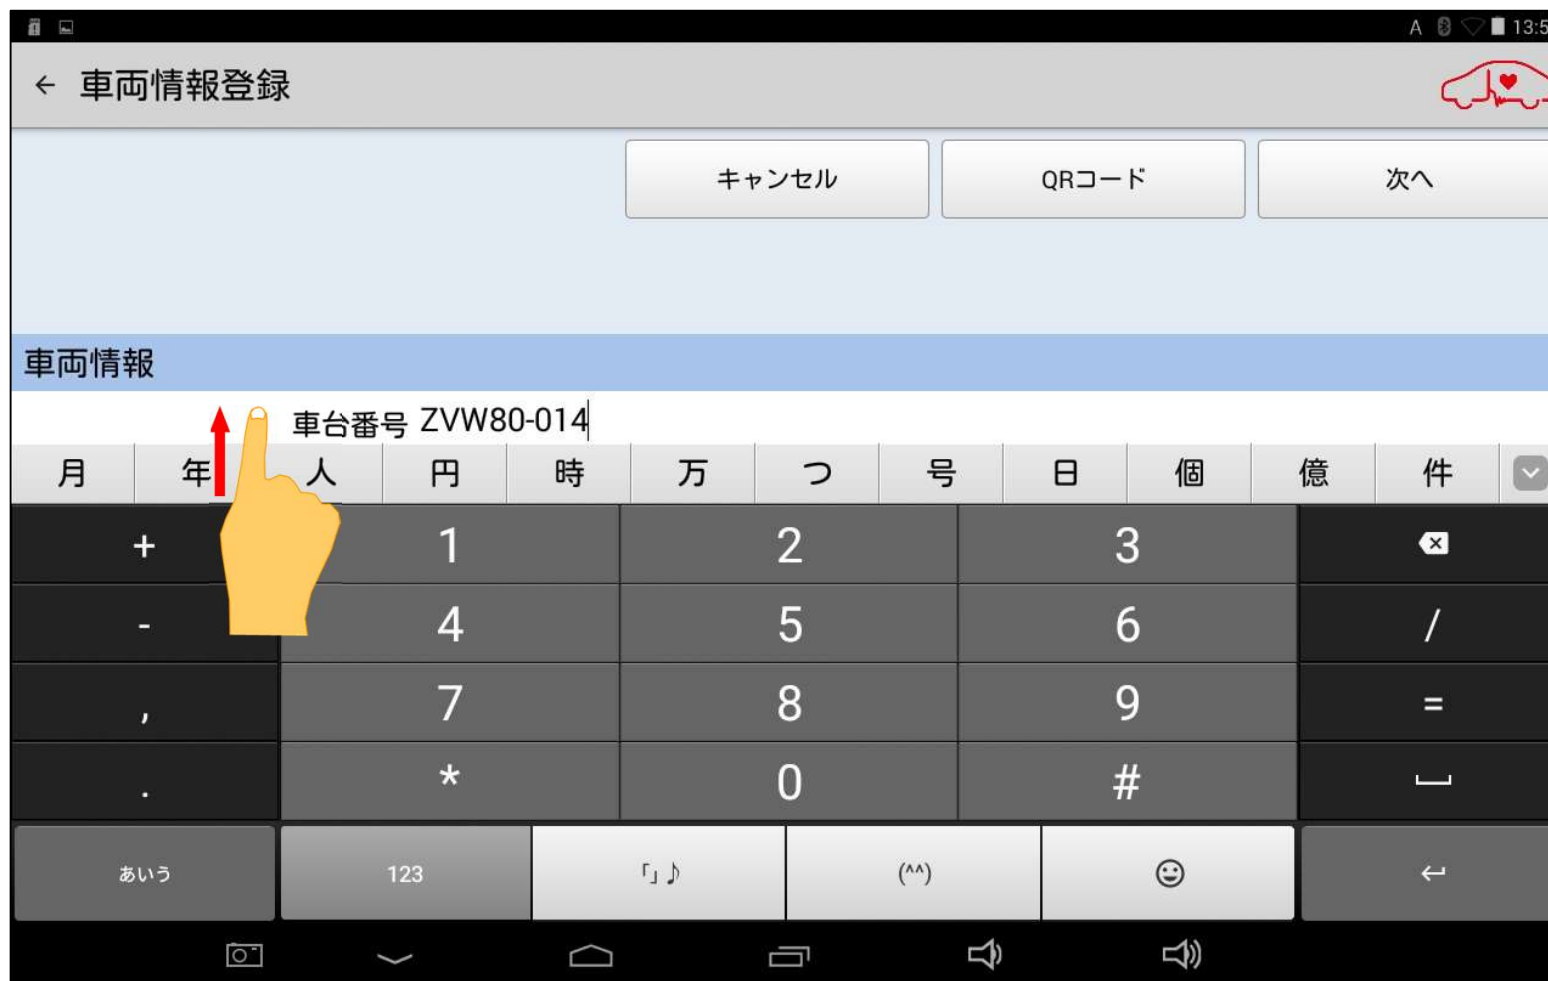 A 13:5
車両情報登録
キャンセル QRコード 次へ
車両情報
車台番号 ZVW80-014
月 年 人 円 時 万 つ 号 日 個 億 件
+ 1 2 3
- 4 5 6 /
, 7 8 9 =
. * 0 #
あいう 123 「」♪ (^^)